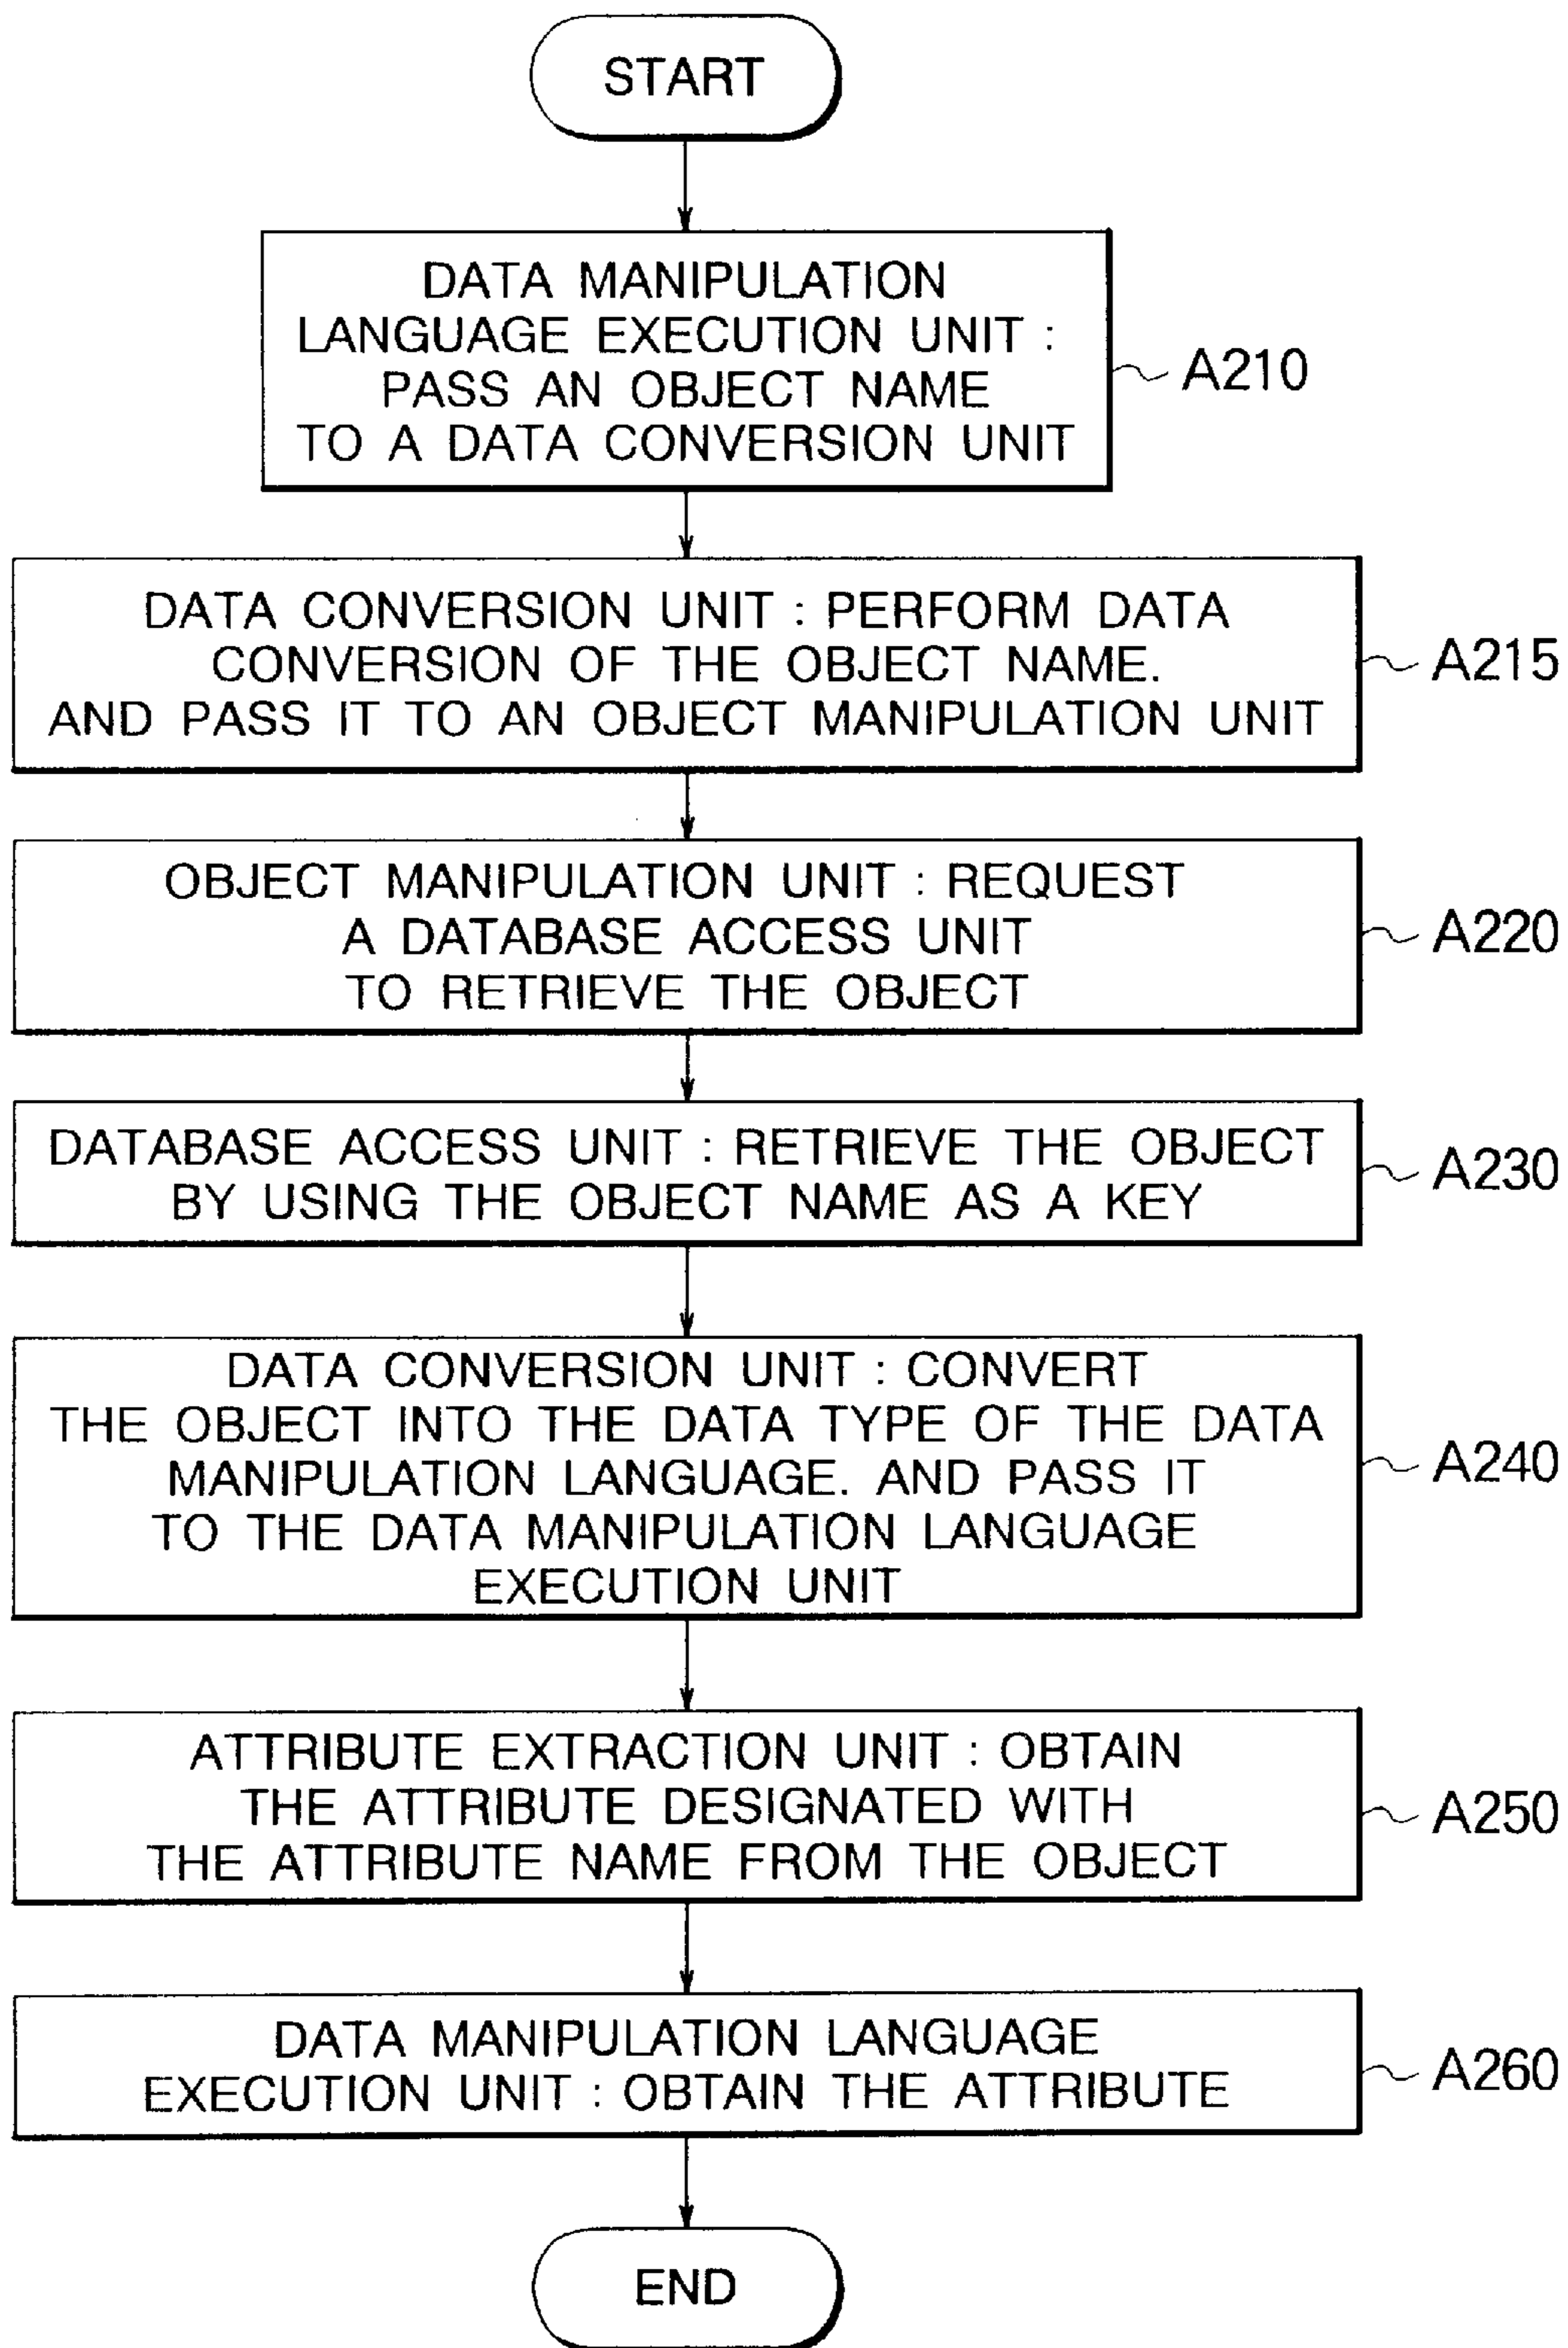 START
DATA MANIPULATION
LANGUAGE EXECUTION UNIT :
PASS AN OBJECT NAME
TO A DATA CONVERSION UNIT
A210
DATA CONVERSION UNIT : PERFORM DATA
CONVERSION OF THE OBJECT NAME.
AND PASS IT TO AN OBJECT MANIPULATION UNIT
A215
OBJECT MANIPULATION UNIT : REQUEST
A DATABASE ACCESS UNIT
TO RETRIEVE THE OBJECT
A220
DATABASE ACCESS UNIT : RETRIEVE THE OBJECT
BY USING THE OBJECT NAME AS A KEY
A230
DATA CONVERSION UNIT : CONVERT
THE OBJECT INTO THE DATA TYPE OF THE DATA
MANIPULATION LANGUAGE. AND PASS IT
TO THE DATA MANIPULATION LANGUAGE
EXECUTION UNIT
A240
ATTRIBUTE EXTRACTION UNIT : OBTAIN
THE ATTRIBUTE DESIGNATED WITH
THE ATTRIBUTE NAME FROM THE OBJECT
A250
DATA MANIPULATION LANGUAGE
EXECUTION UNIT : OBTAIN THE ATTRIBUTE
A260
END